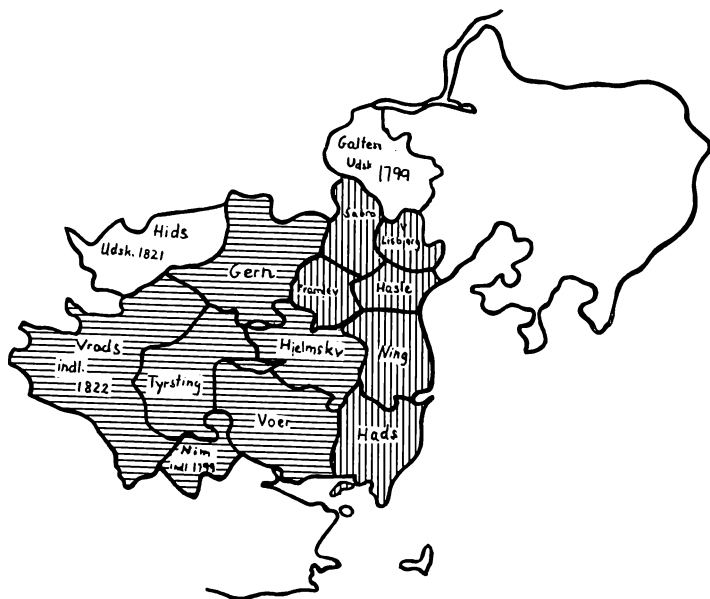 Galten
Udsk 1799
Sabro
V
Lisbjerg
Hids
Udsk. 1821
Gern
Framlev
Hasle
Vrads
indl.
1822
Hjelmslv
Ning
Tyrsting
Voer
Hads
Nim
indl 1799